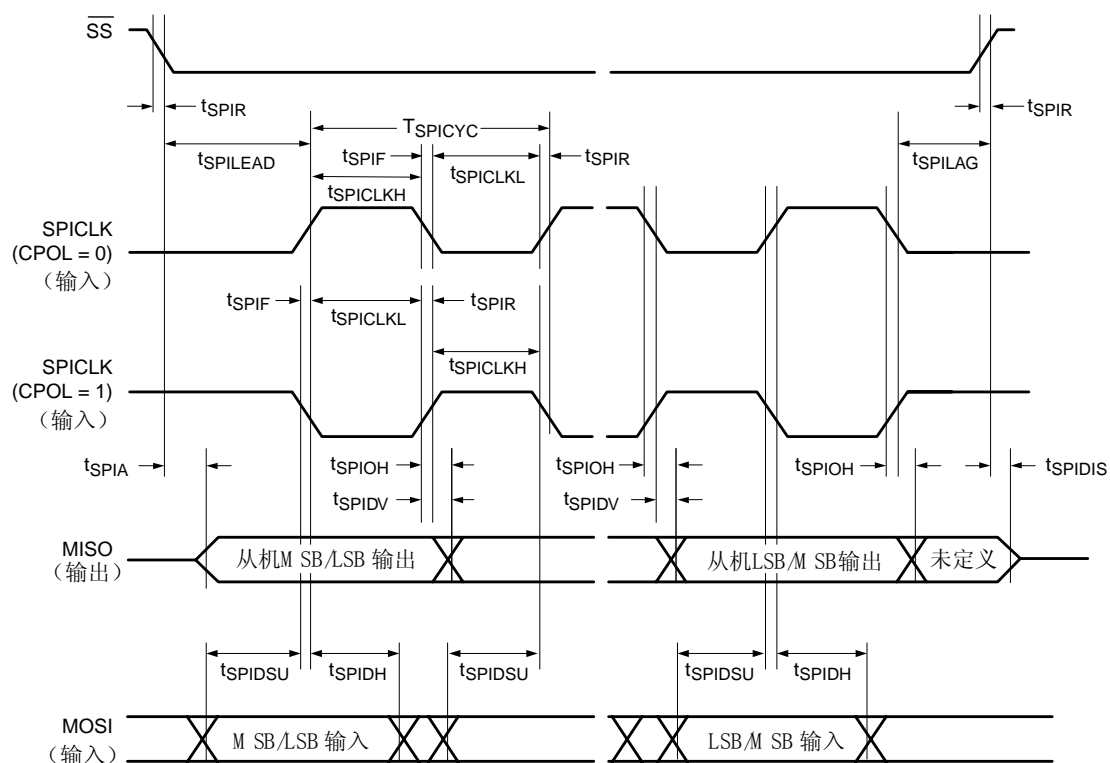 SS
tSPIR
tSPIR
TSPICYC
tSPILEAD
tSPIF
tSPICLKL
tSPIR
tSPILAG
tSPICLKH
SPICLK
(CPOL = 0)
（输入）
tSPIF
tSPICLKL
tSPIR
tSPICLKH
SPICLK
(CPOL = 1)
（输入）
tSPIA
tSPIOH
tSPIOH
tSPIOH
tSPIDIS
tSPIDV
tSPIDV
MISO
（输出）
从机M SB/LSB 输出
从机LSB/M SB输出
未定义
tSPIDSU
tSPIDH
tSPIDSU
tSPIDSU
tSPIDH
MOSI
（输入）
M SB/LSB 输入
LSB/M SB 输入